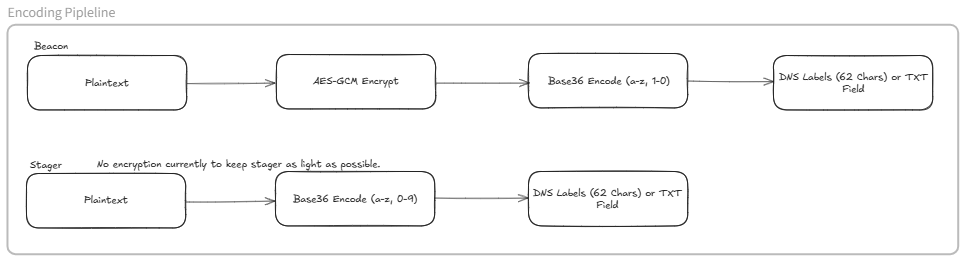 Encoding Pipleline
Beacon
Plaintext
AES-GCM Encrypt
Base36 Encode (a-z, 1-0)
DNS Labels (62 Chars) or TXT
Field
Stager
No encryption currently to keep stager as light as possible.
Plaintext
Base36 Encode (a-z, 0-9)
DNS Labels (62 Chars) or TXT
Field